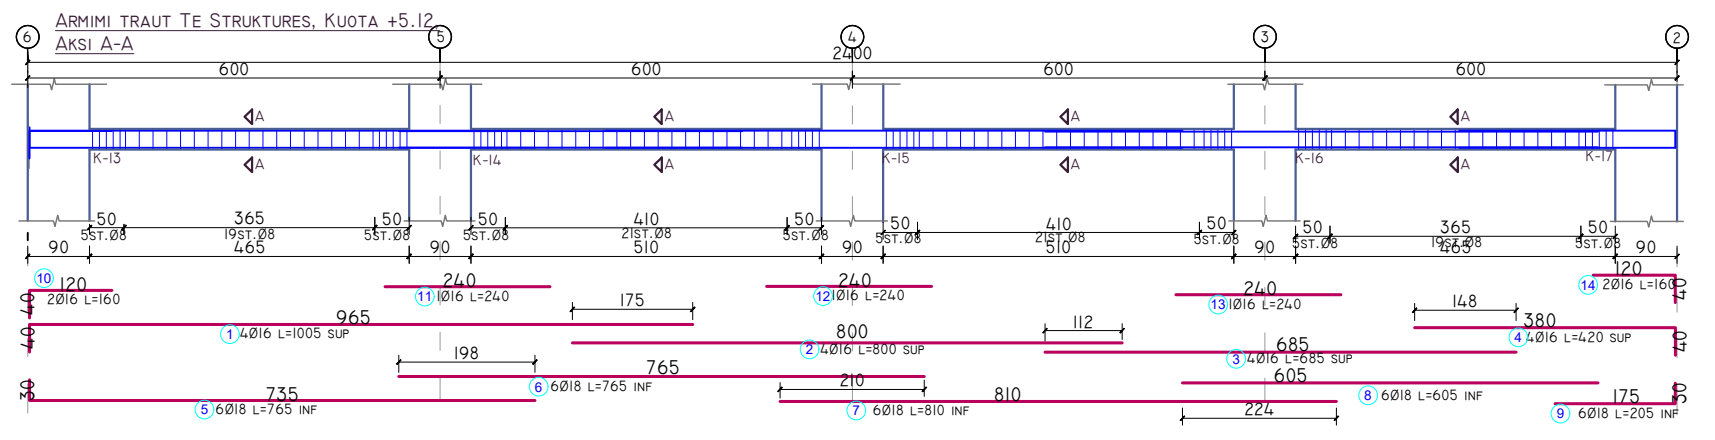 ARMIMI TRAUT TE STRUKTURES, KUOTA +5.12
AKSI A-A
6 5 4 3 2
2400
600 600 600 600
A A A A
K-13 K-14 K-15 K-16 K-17
A A A A
50 365 50 50 410 50 50 410 50 50 365 50
5ST.Ø8 19ST.Ø8 5ST.Ø8 5ST.Ø8 21ST.Ø8 5ST.Ø8 5ST.Ø8 21ST.Ø8 5ST.Ø8 5ST.Ø8 19ST.Ø8 5ST.Ø8
90 465 90 510 90 510 90 465 90
10 120 40
2Ø16 L=160
240
11 1Ø16 L=240
240
12 1Ø16 L=240
240
13 1Ø16 L=240
120 40
14 2Ø16 L=160
965 40
1 4Ø16 L=1005 SUP
175
800
2 4Ø16 L=800 SUP
112
685
3 4Ø16 L=685 SUP
148
380 40
4 4Ø16 L=420 SUP
198
765
6 6Ø18 L=765 INF
30 735
5 6Ø18 L=765 INF
210
810
7 6Ø18 L=810 INF
605
8 6Ø18 L=605 INF
224
175 30
9 6Ø18 L=205 INF